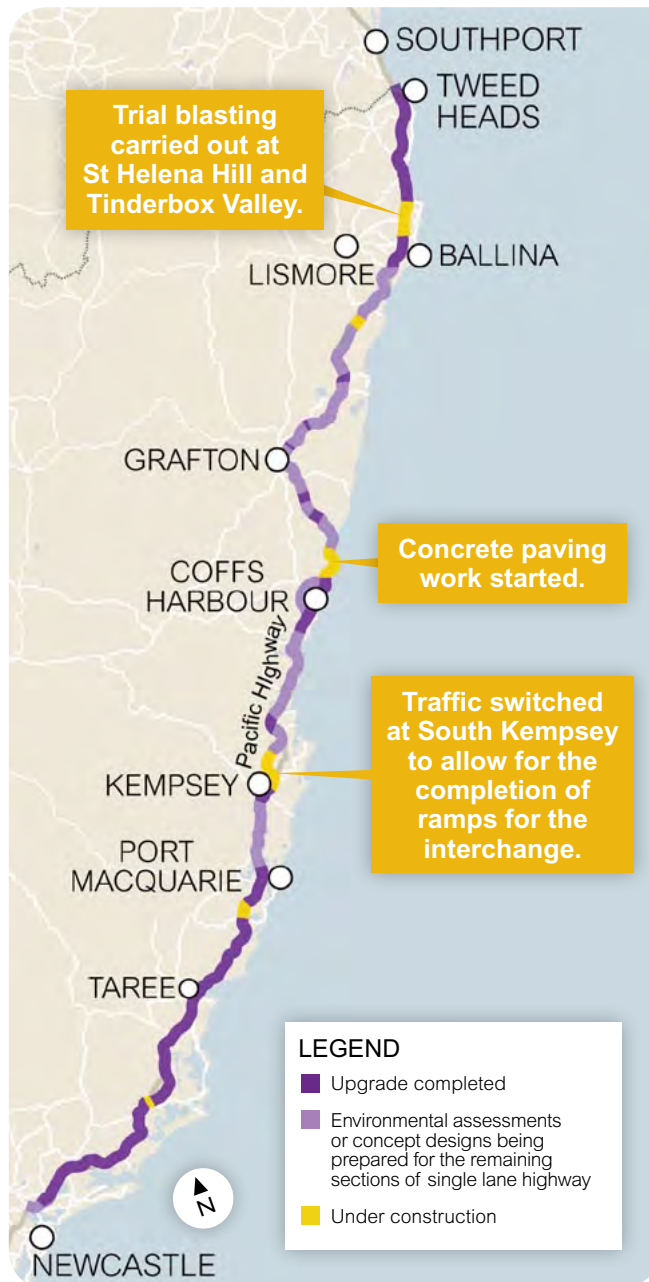 SOUTHPORT
TWEED
HEADS
Trial blasting
carried out at
St Helena Hill and
Tinderbox Valley.
LISMORE
BALLINA
GRAFTON
Concrete paving
work started.
COFFS
HARBOUR
Pacific HIghway
Traffic switched
at South Kempsey
to allow for the
completion of
ramps for the
interchange.
KEMPSEY
PORT
MACQUARIE
TAREE
LEGEND
Upgrade completed
Environmental assessments
or concept designs being
prepared for the remaining
sections of single lane highway
Under construction
N
NEWCASTLE